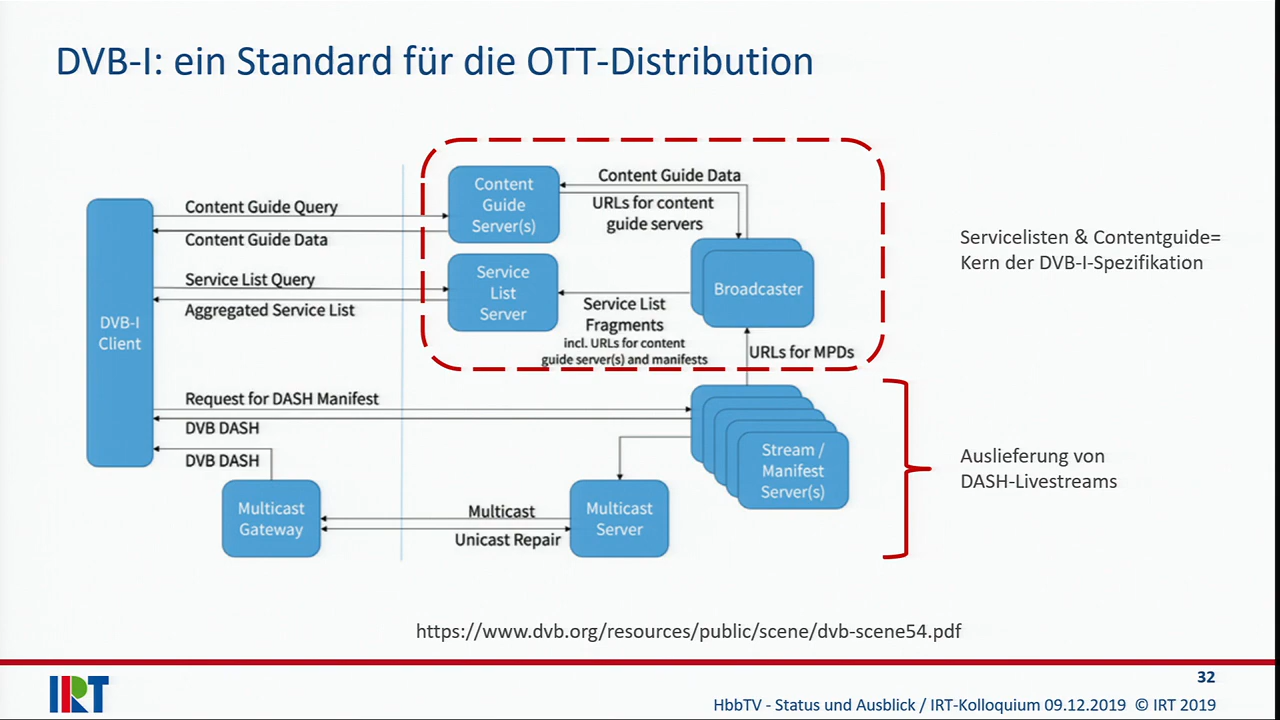 DVB-I: ein Standard für die OTT-Distribution
Content Guide Query
Content Guide Data
Service List Query
Aggregated Service List
DVB-I
Client
Request for DASH Manifest
DVB DASH
DVB DASH
Content
Guide
Server(s)
Service
List
Server
Content Guide Data
URLs for content
guide servers
Broadcaster
Service List
Fragments
incl. URLs for content
guide server(s) and manifests
URLs for MPDs
Stream /
Manifest
Server(s)
Multicast
Gateway
Multicast
Unicast Repair
Multicast
Server
Servicelisten & Contentguide=
Kern der DVB-I-Spezifikation
Auslieferung von
DASH-Livestreams
https://www.dvb.org/resources/public/scene/dvb-scene54.pdf
IRT
32
HbbTV - Status und Ausblick / IRT-Kolloquium 09.12.2019 © IRT 2019